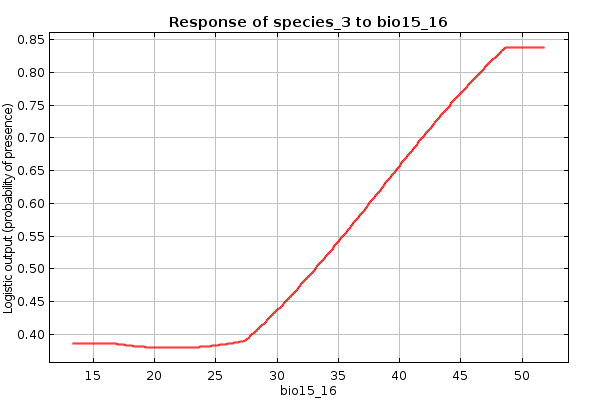 Response of species_3 to bio15_16
Logistic output (probability of presence)
0.85
0.80
0.75
0.70
0.65
0.60
0.55
0.50
0.45
0.40
15 20 25 30 35 40 45 50
bio15_16